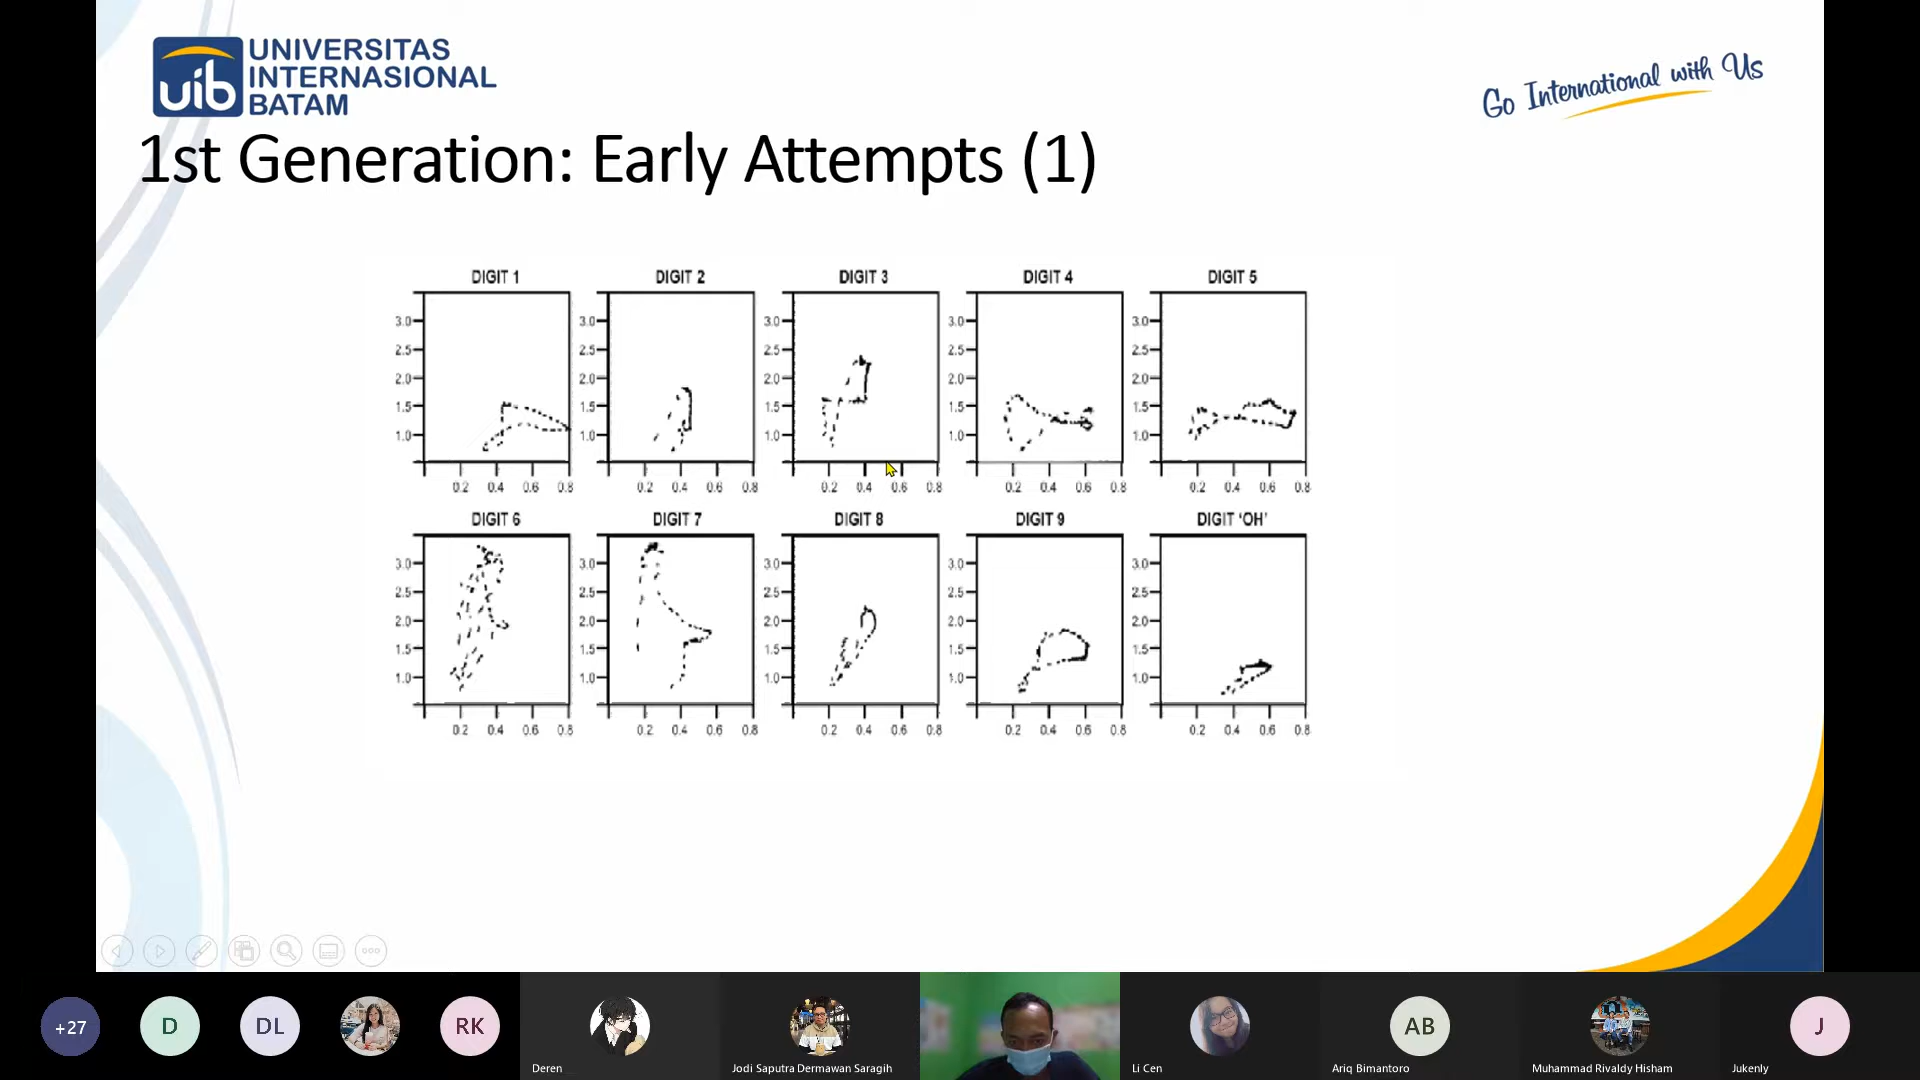 UNIVERSITAS
INTERNASIONAL
BATAM
uib
Go International with Us
1st Generation: Early Attempts (1)
DIGIT 1 DIGIT 2 DIGIT 3 DIGIT 4 DIGIT 5
3.0 3.0 3.0 3.0 3.0
2.5 2.5 2.5 2.5 2.5
2.0 2.0 2.0 2.0 2.0
1.5 1.5 1.5 1.5 1.5
1.0 1.0 1.0 1.0 1.0
0.2 0.4 0.6 0.8 0.2 0.4 0.6 0.8 0.2 0.4 0.6 0.8 0.2 0.4 0.6 0.8 0.2 0.4 0.6 0.8
DIGIT 6 DIGIT 7 DIGIT 8 DIGIT 9 DIGIT ‘OH’
3.0 3.0 3.0 3.0 3.0
2.5 2.5 2.5 2.5 2.5
2.0 2.0 2.0 2.0 2.0
1.5 1.5 1.5 1.5 1.5
1.0 1.0 1.0 1.0 1.0
0.2 0.4 0.6 0.8 0.2 0.4 0.6 0.8 0.2 0.4 0.6 0.8 0.2 0.4 0.6 0.8 0.2 0.4 0.6 0.8
+27 D DL RK AB J
Deren Jodi Saputra Dermawan Saragih Li Cen Ariq Bimantoro Muhammad Rivaldy Hisham Jukenly